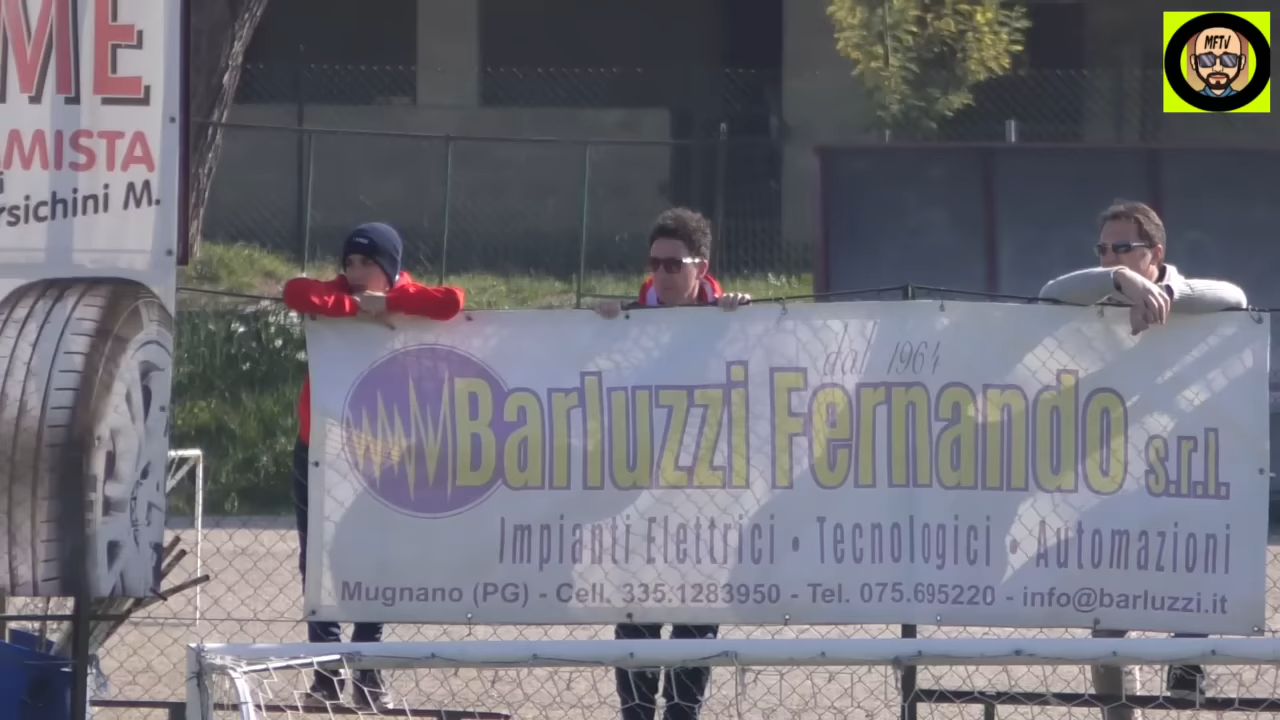 ME
MISTA
sichini M.
MFTV
dal 1964
Barluzzi Fernando s.r.l.
Impianti Elettrici • Tecnologici • Automazioni
Mugnano (PG) - Cell. 335.1283950 - Tel. 075.695220 - info@barluzzi.it